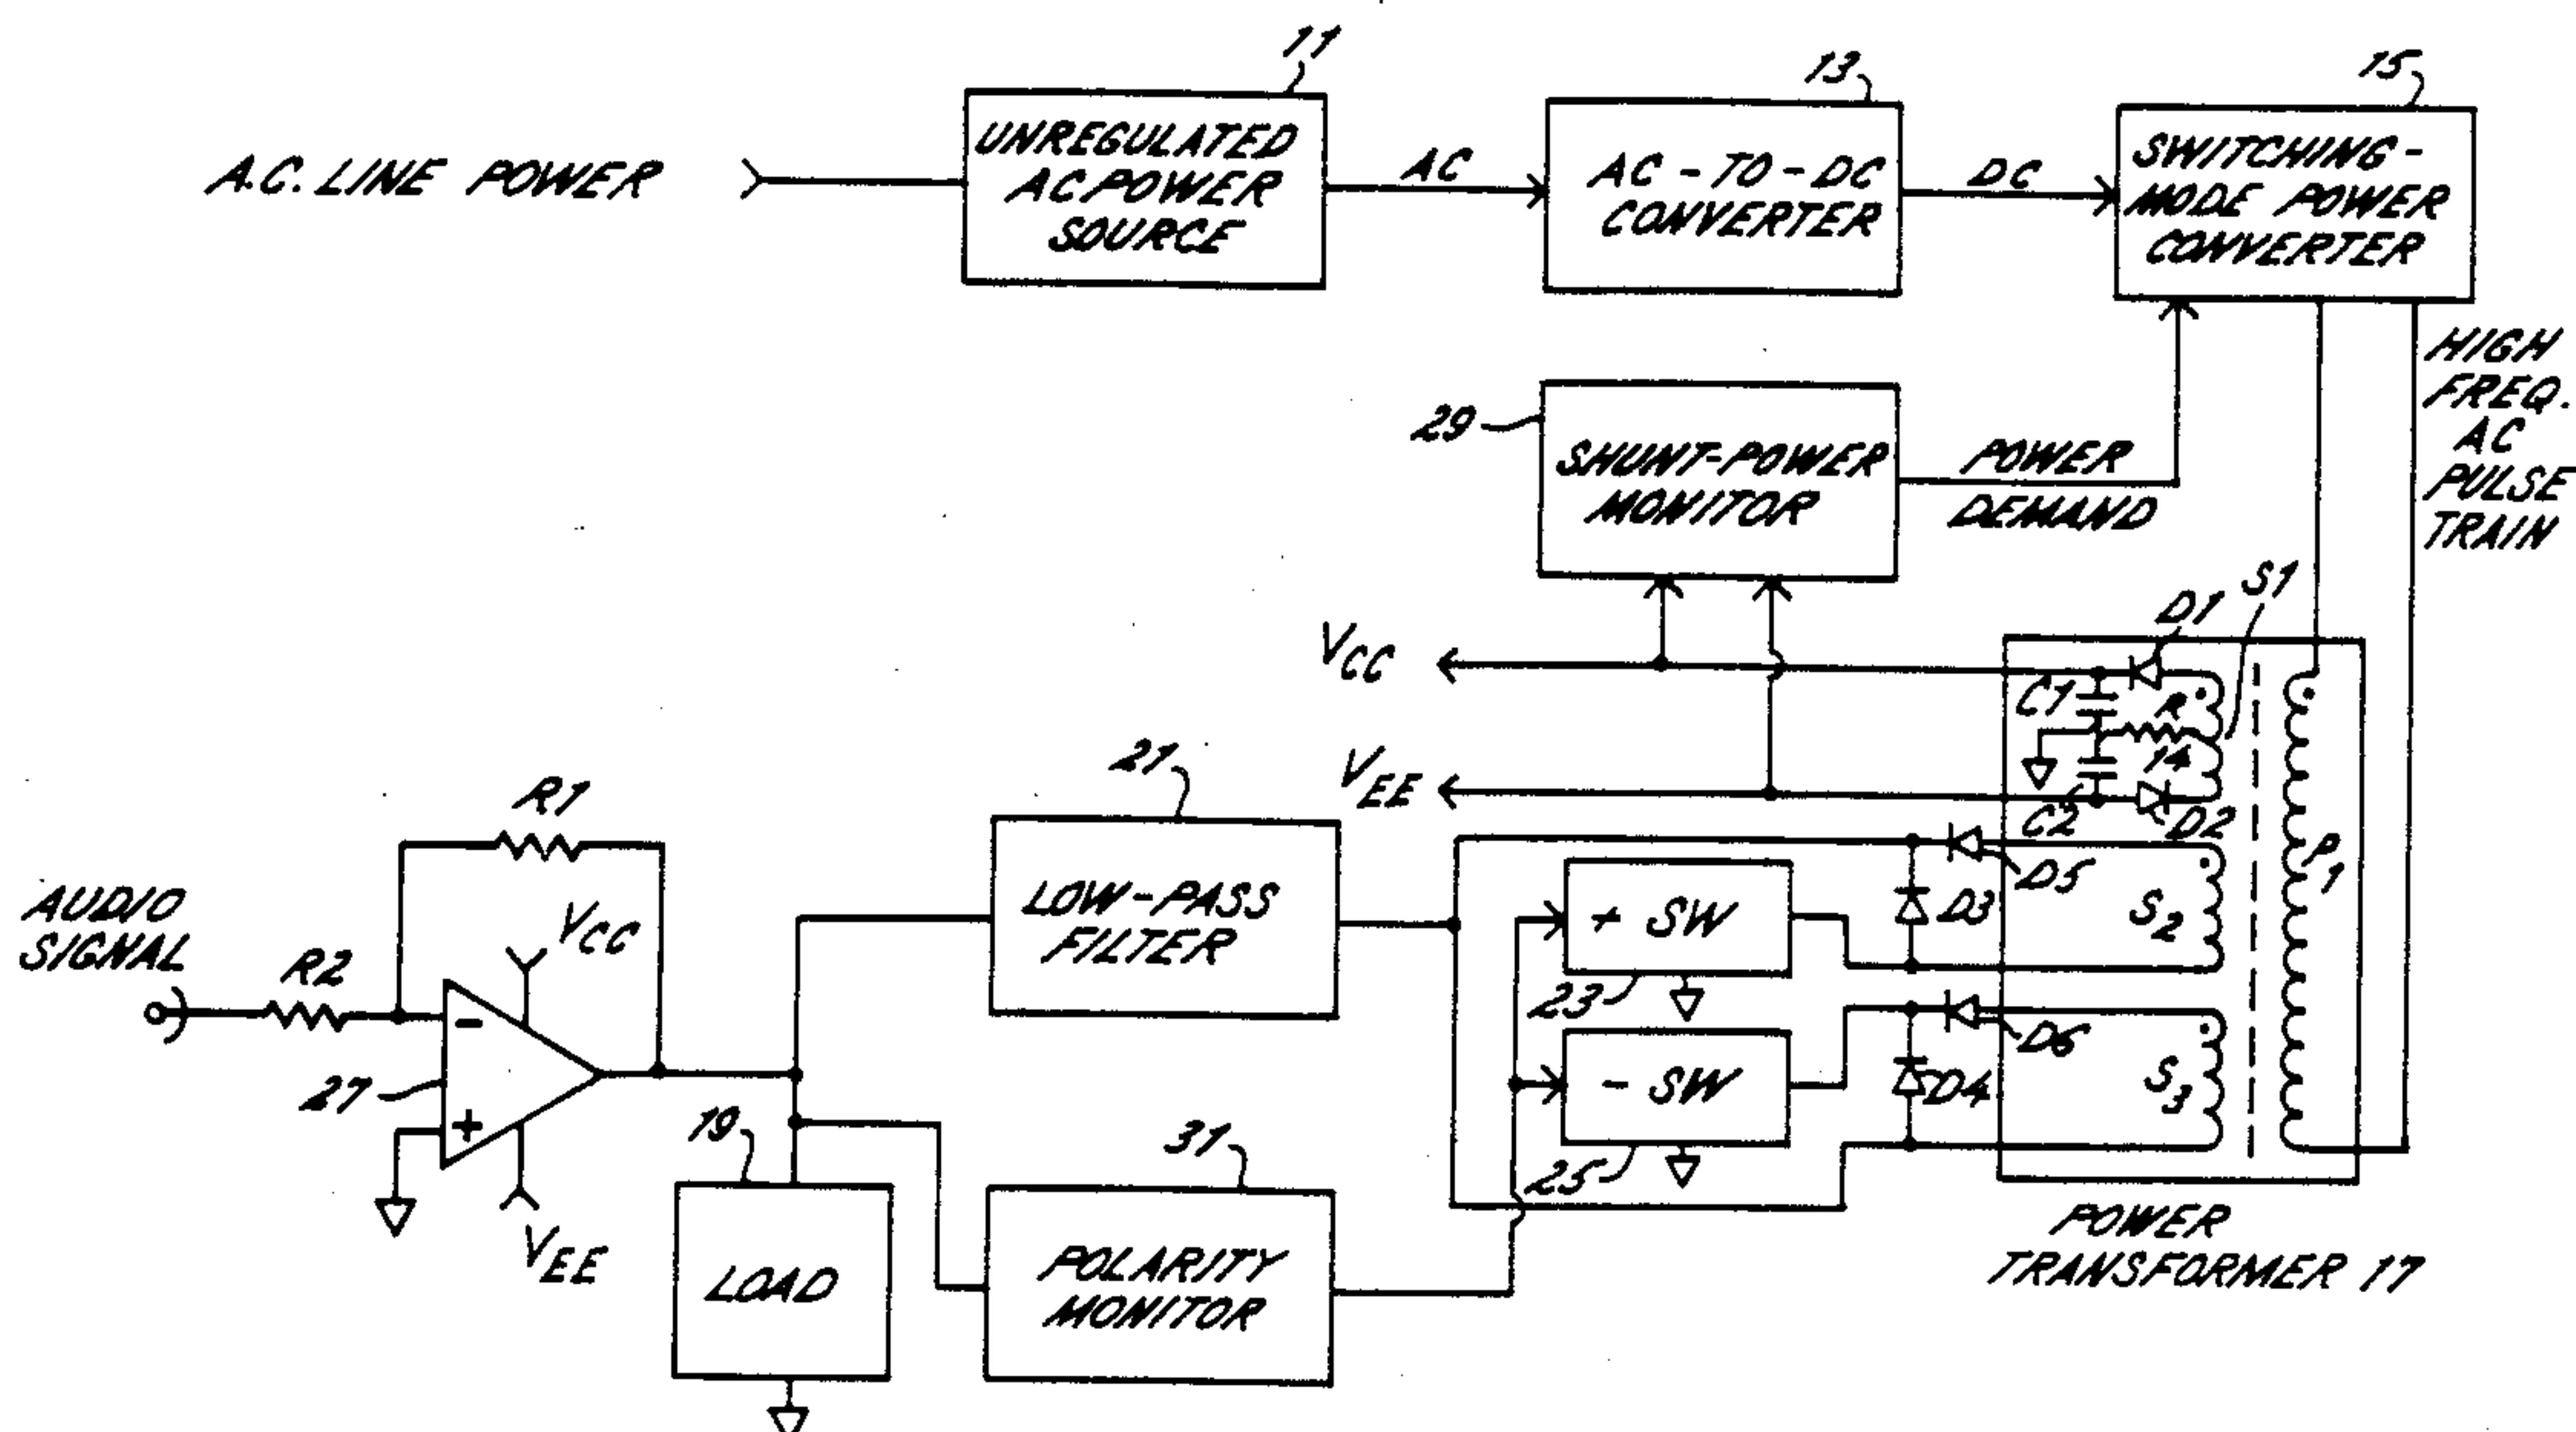 11
13
15
A.C. LINE POWER
UNREGULATED
AC POWER
SOURCE
AC
AC-TO-DC
CONVERTER
DC
SWITCHING-
MODE POWER
CONVERTER
HIGH
FREQ.
AC
PULSE
TRAIN
29
SHUNT-POWER
MONITOR
POWER
DEMAND
S1
D1
VCC
C1
R
14
VEE
C2
D2
P1
21
R1
LOW-PASS
FILTER
+ SW
D5
D3
S2
AUDIO
SIGNAL
R2
VCC
-
+
27
VEE
23
- SW
D6
D4
S3
25
19
LOAD
31
POLARITY
MONITOR
POWER
TRANSFORMER 17